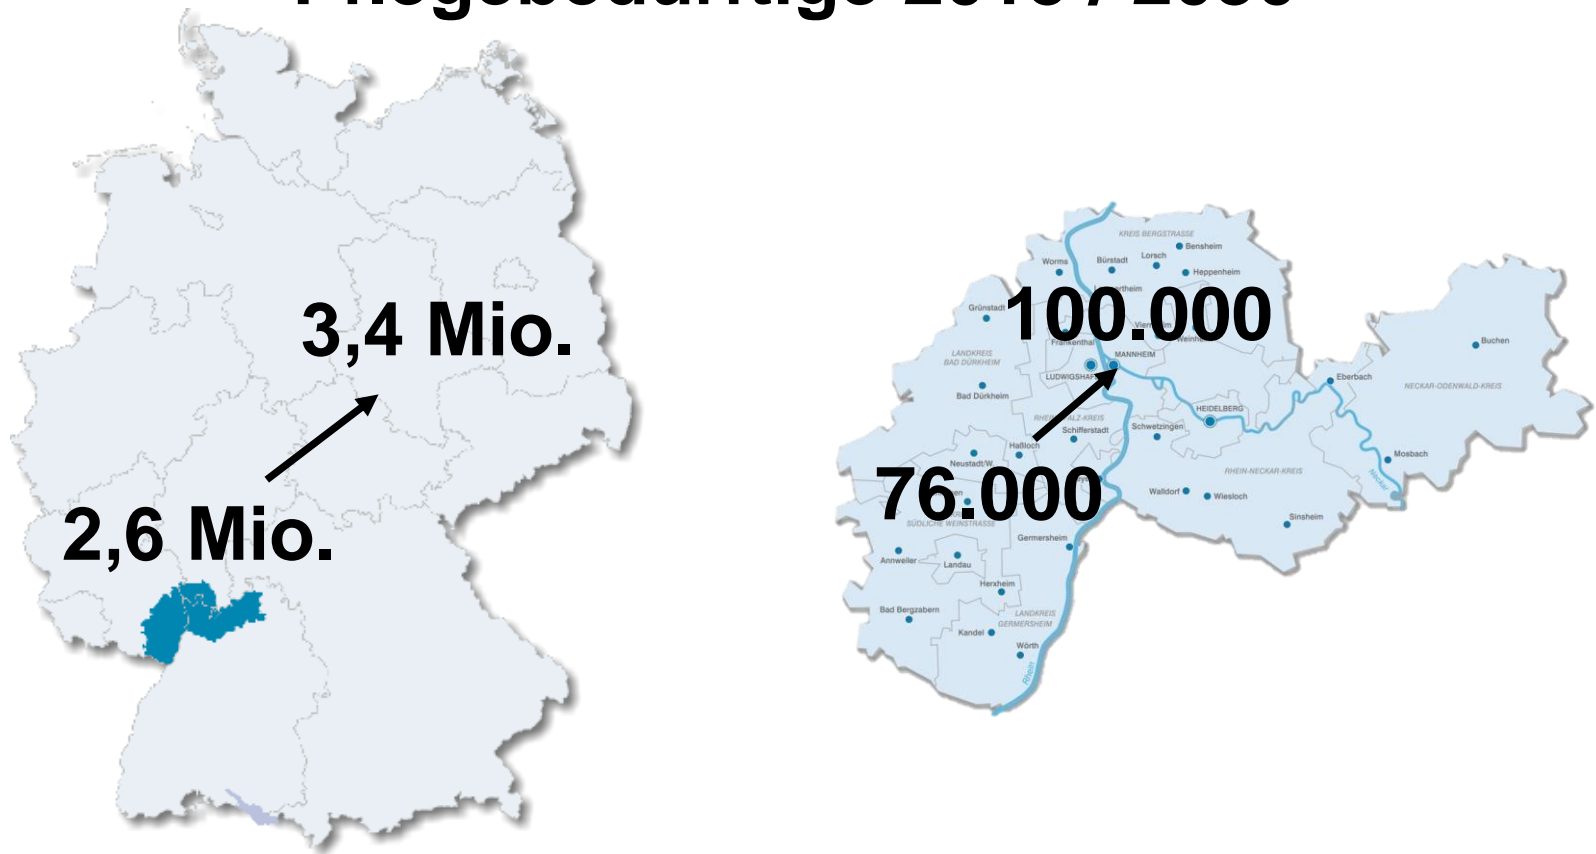 3,4 Mio.
2,6 Mio.
KREIS BERGSTRASSE
Bensheim
Worms
Bürstadt
Lorsch
Heppenheim
100.000
Grünstadt
Frankenthal
LANDKREIS
BAD DÜRKHEIM
MANNHEIM
Buchen
Eberbach
NECKAR-ODENWALD-KREIS
Bad Dürkheim
HEIDELBERG
Schifferstadt
Schwetzingen
Haßloch
Neustadt/W.
Mosbach
RHEIN-NECKAR-KREIS
76.000
Walldorf
Wiesloch
Neckar
SÜDLICHE WEINSTRASSE
Sinsheim
Germersheim
Annweiler
Landau
Herxheim
Bad Bergzabern
LANDKREIS
GERMERSHEIM
Kandel
Wörth
Rhein